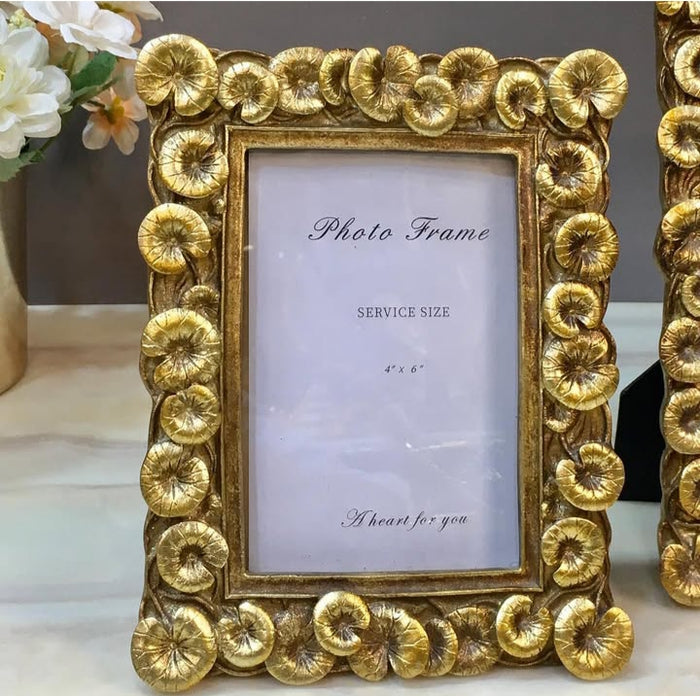 Photo Frame
SERVICE SIZE
4" x 6"
A heart for you